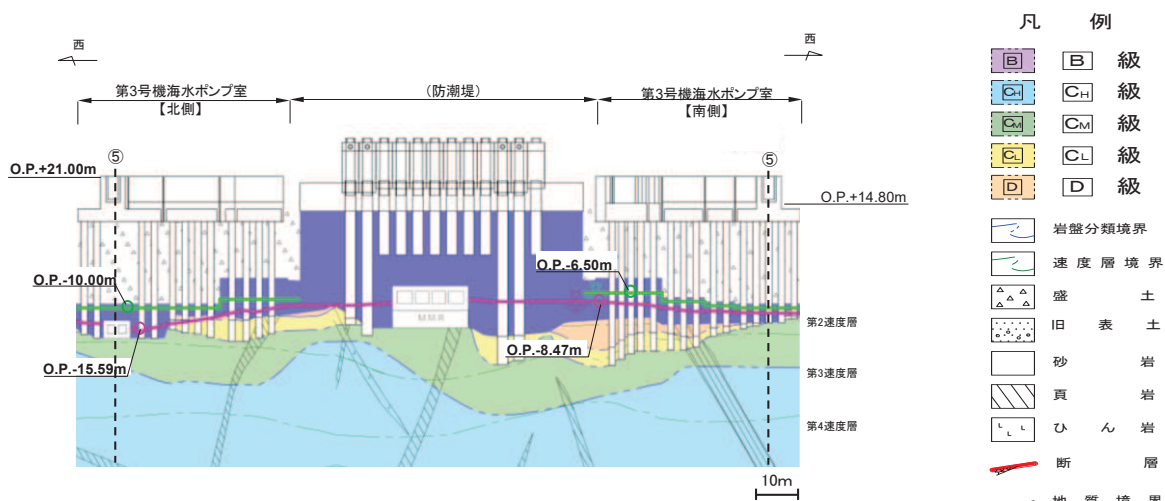 西
西
第3号機海水ポンプ室
【北側】
(防潮堤)
第3号機海水ポンプ室
【南側】
⑤
⑤
O.P.+21.00m
O.P.+14.80m
O.P.-10.00m
O.P.-6.50m
M.M.R
第2速度層
O.P.-8.47m
O.P.-15.59m
第3速度層
第4速度層
10m
凡 例
B B 級
CH CH 級
CM CM 級
CL CL 級
D D 級
岩盤分類境界
速度層境界
盛 土
旧表土
砂 岩
頁 岩
ひん岩
断 層
地質境界